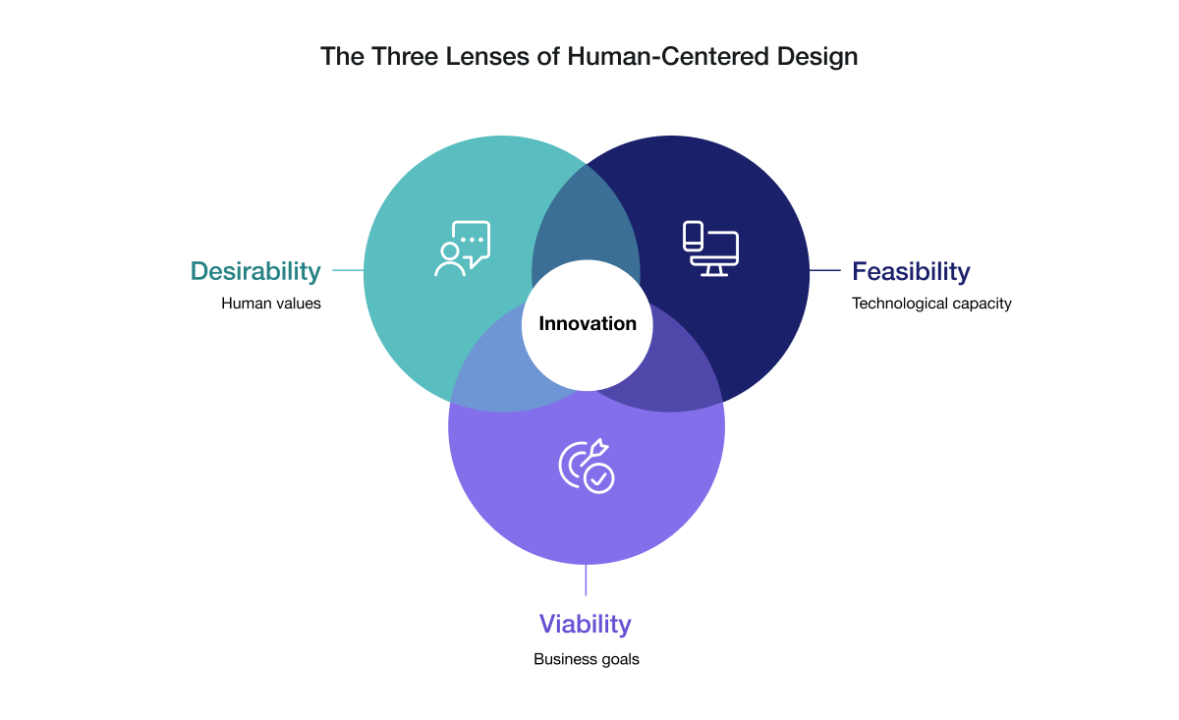 The Three Lenses of Human-Centered Design
Desirability
Human values
Feasibility
Technological capacity
Innovation
Viability
Business goals